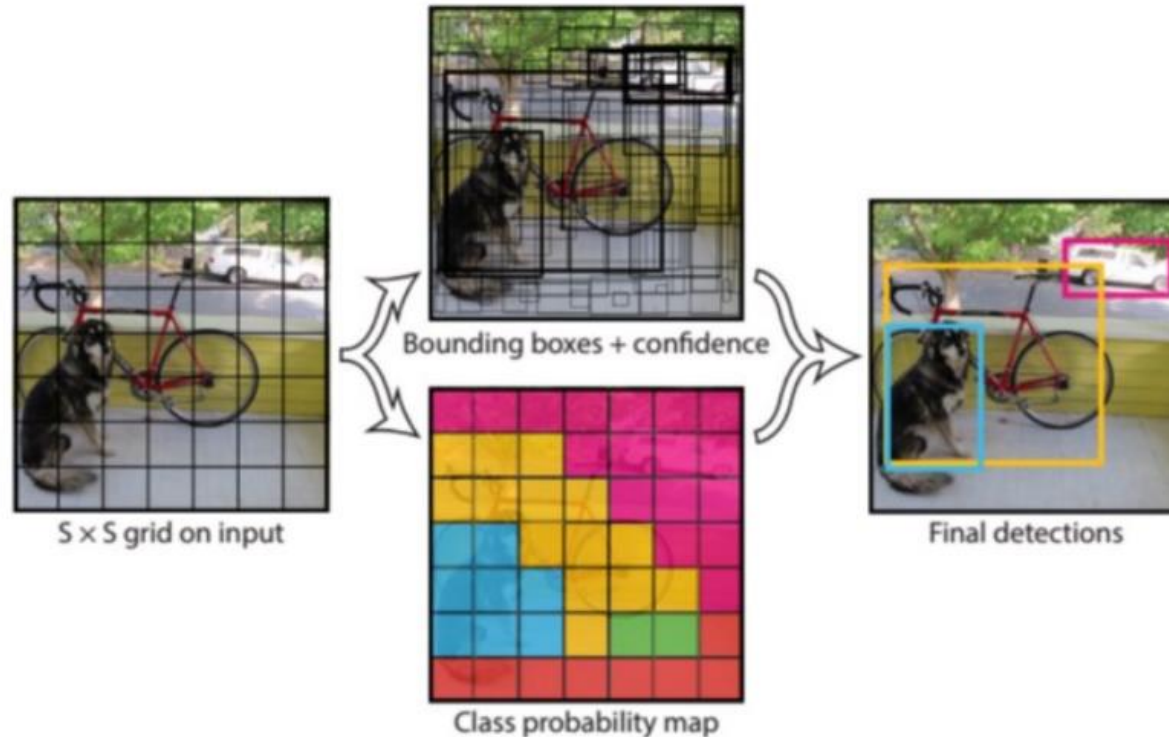 S × S grid on input
Bounding boxes + confidence
Class probability map
Final detections